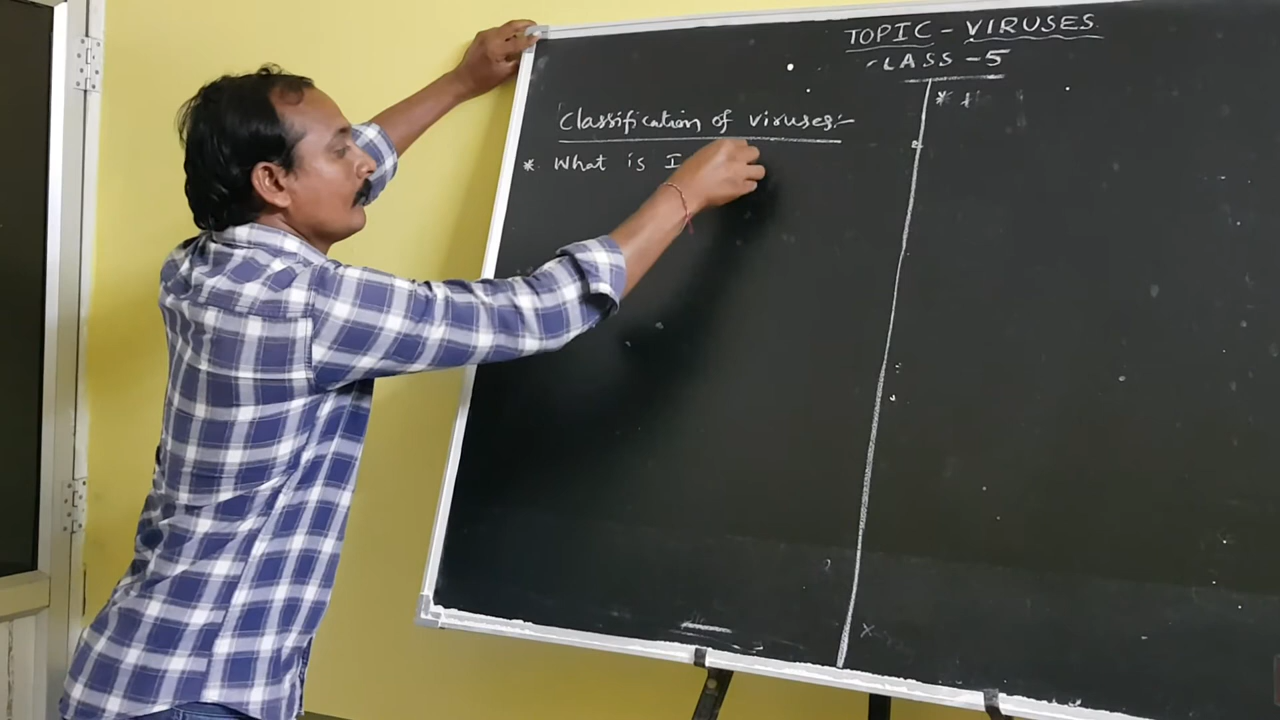 TOPIC - VIRUSES
CLASS - 5
Classification of viruses:-
* What is I
*